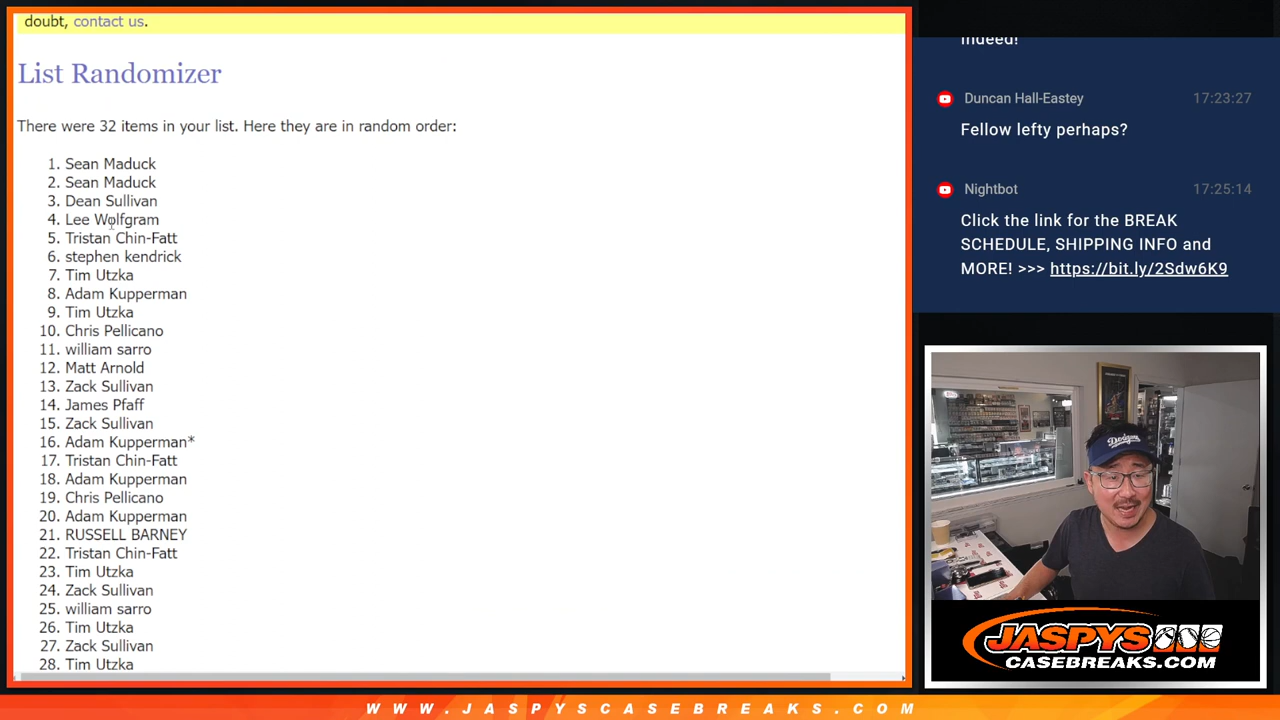 doubt, contact us.
List Randomizer
There were 32 items in your list. Here they are in random order:
1. Sean Maduck
2. Sean Maduck
3. Dean Sullivan
4. Lee Wolfgram
5. Tristan Chin-Fatt
6. stephen kendrick
7. Tim Utzka
8. Adam Kupperman
9. Tim Utzka
10. Chris Pellicano
11. william sarro
12. Matt Arnold
13. Zack Sullivan
14. James Pfaff
15. Zack Sullivan
16. Adam Kupperman*
17. Tristan Chin-Fatt
18. Adam Kupperman
19. Chris Pellicano
20. Adam Kupperman
21. RUSSELL BARNEY
22. Tristan Chin-Fatt
23. Tim Utzka
24. Zack Sullivan
25. william sarro
26. Tim Utzka
27. Zack Sullivan
28. Tim Utzka
indeed!
Duncan Hall-Eastey 17:23:27
Fellow lefty perhaps?
Nightbot 17:25:14
Click the link for the BREAK
SCHEDULE, SHIPPING INFO and
MORE! >>> https://bit.ly/2Sdw6K9
Dodgers
JASPYS
CASEBREAKS.COM
WWW.JASPYSCASEBREAKS.COM